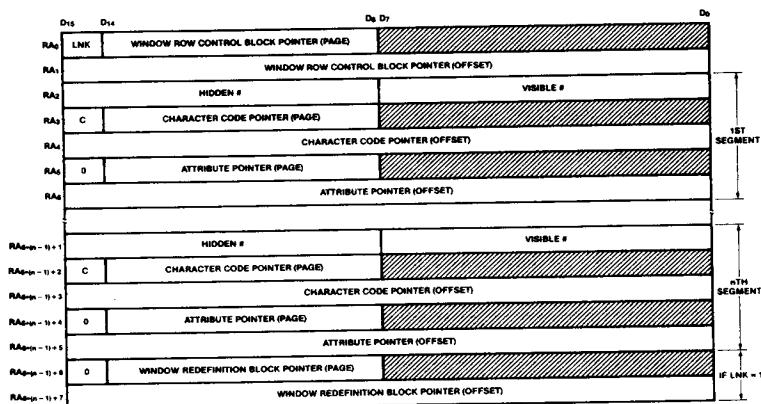 D15 D14 D8 D7 D0
RA0 LNK WINDOW ROW CONTROL BLOCK POINTER (PAGE)
RA1 WINDOW ROW CONTROL BLOCK POINTER (OFFSET)
RA2 HIDDEN # VISIBLE #
RA3 C CHARACTER CODE POINTER (PAGE)
RA4 CHARACTER CODE POINTER (OFFSET)
RA5 0 ATTRIBUTE POINTER (PAGE)
RA6 ATTRIBUTE POINTER (OFFSET)
1ST
SEGMENT
HIDDEN # VISIBLE #
C CHARACTER CODE POINTER (PAGE)
CHARACTER CODE POINTER (OFFSET)
0 ATTRIBUTE POINTER (PAGE)
ATTRIBUTE POINTER (OFFSET)
nTH
SEGMENT
0 WINDOW REDEFINITION BLOCK POINTER (PAGE)
WINDOW REDEFINITION BLOCK POINTER (OFFSET)
IF LNK = 1